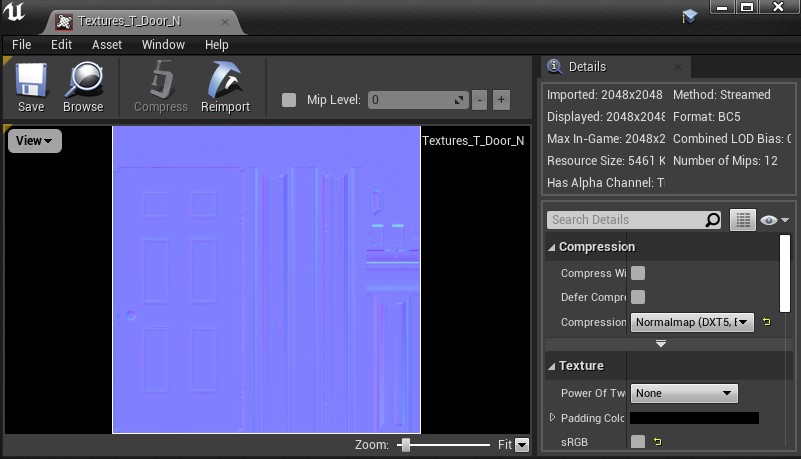 Textures_T_Door_N
File Edit Asset Window Help
Save Browse Compress Reimport
Mip Level: 0 - +
View
Textures_T_Door_N
Zoom: Fit
Details
Imported: 2048x2048 Method: Streamed
Displayed: 2048x2048 Format: BC5
Max In-Game: 2048x2 Combined LOD Bias: 0
Resource Size: 5461 K Number of Mips: 12
Has Alpha Channel: T
Search Details
Compression
Compress Wi
Defer Compre
Compression Normalmap (DXT5, B
Texture
Power Of Tw None
Padding Colo
sRGB